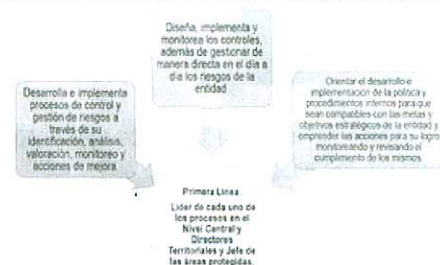 Diseña, implementa y
monitorea los controles,
además de gestionar de
manera directa en el día a
día los riesgos de la
entidad
Desarrolla e implementa
procesos de control y
gestión de riesgos a
través de su
identificación, análisis,
valoración, monitoreo y
acciones de mejora
Orientar el desarrollo e
implementación de la política y
procedimientos internos para que
sean compatibles con las metas y
objetivos estratégicos de la entidad y
emprender las acciones para su logro
monitoreando y revisando el
cumplimiento de los mismos
Primera Línea
Líder de cada uno de
los procesos en el
Nivel Central y
Directores
Territoriales y Jefe de
las áreas protegidas.